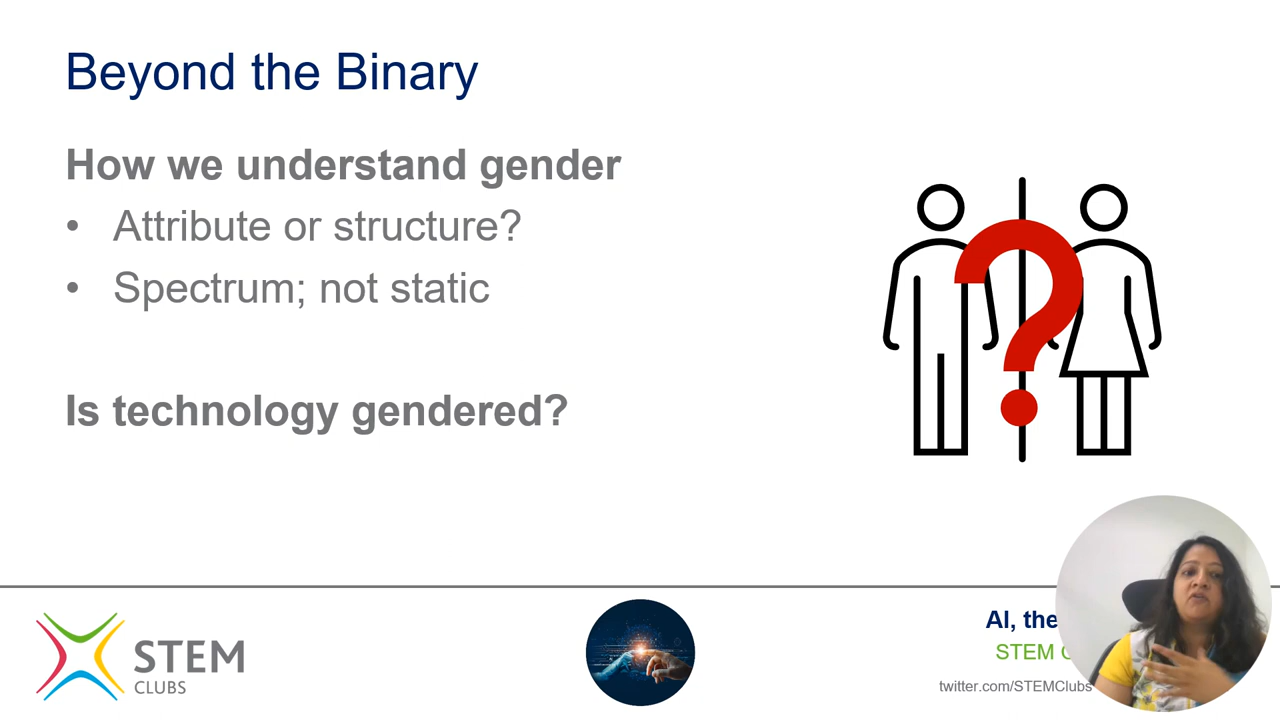 Beyond the Binary
How we understand gender
• Attribute or structure?
• Spectrum; not static
Is technology gendered?
STEM
CLUBS
AI, the
STEM
twitter.com/STEMClubs